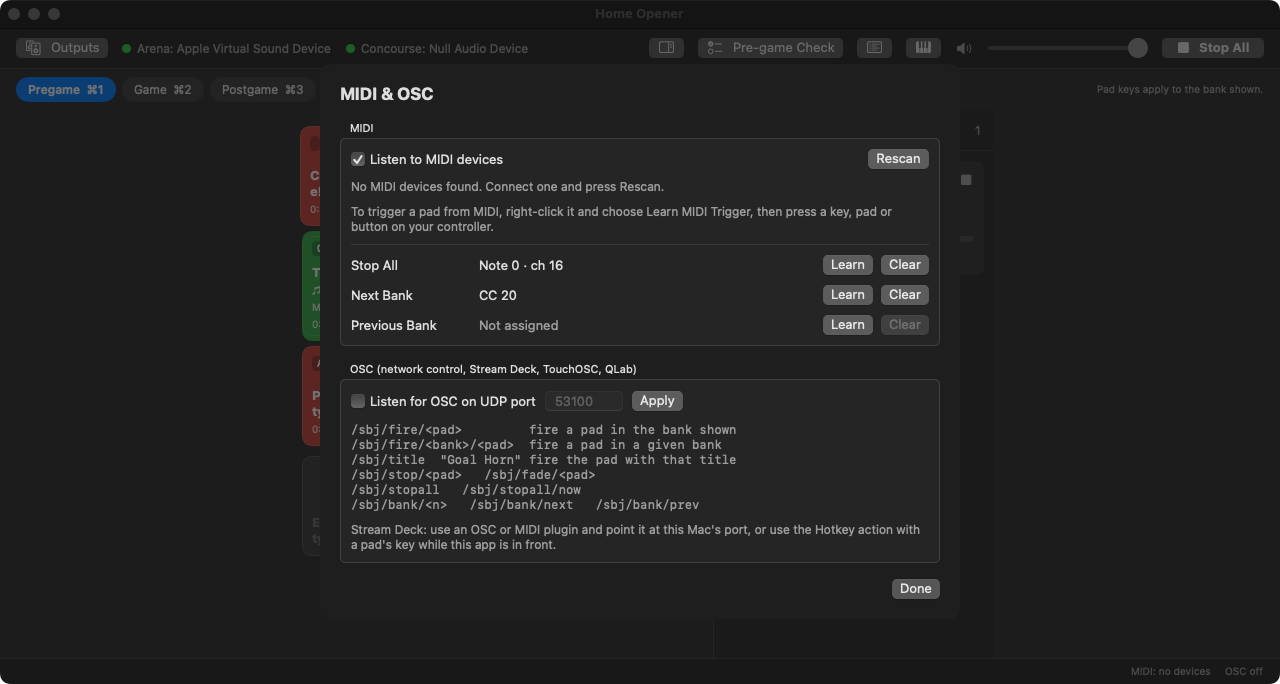 Home Opener
Outputs
Arena: Apple Virtual Sound Device
Concourse: Null Audio Device
Pre-game Check
Stop All
Pregame ⌘1
Game ⌘2
Postgame ⌘3
Pad keys apply to the bank shown.
1
MIDI & OSC
MIDI
Listen to MIDI devices
Rescan
No MIDI devices found. Connect one and press Rescan.
To trigger a pad from MIDI, right-click it and choose Learn MIDI Trigger, then press a key, pad or
button on your controller.
Stop All Note 0 · ch 16 Learn Clear
Next Bank CC 20 Learn Clear
Previous Bank Not assigned Learn Clear
OSC (network control, Stream Deck, TouchOSC, QLab)
Listen for OSC on UDP port 53100 Apply
/sbj/fire/<pad> fire a pad in the bank shown
/sbj/fire/<bank>/<pad> fire a pad in a given bank
/sbj/title "Goal Horn" fire the pad with that title
/sbj/stop/<pad> /sbj/fade/<pad>
/sbj/stopall /sbj/stopall/now
/sbj/bank/<n> /sbj/bank/next /sbj/bank/prev
Stream Deck: use an OSC or MIDI plugin and point it at this Mac's port, or use the Hotkey action with
a pad's key while this app is in front.
Done
MIDI: no devices
OSC off